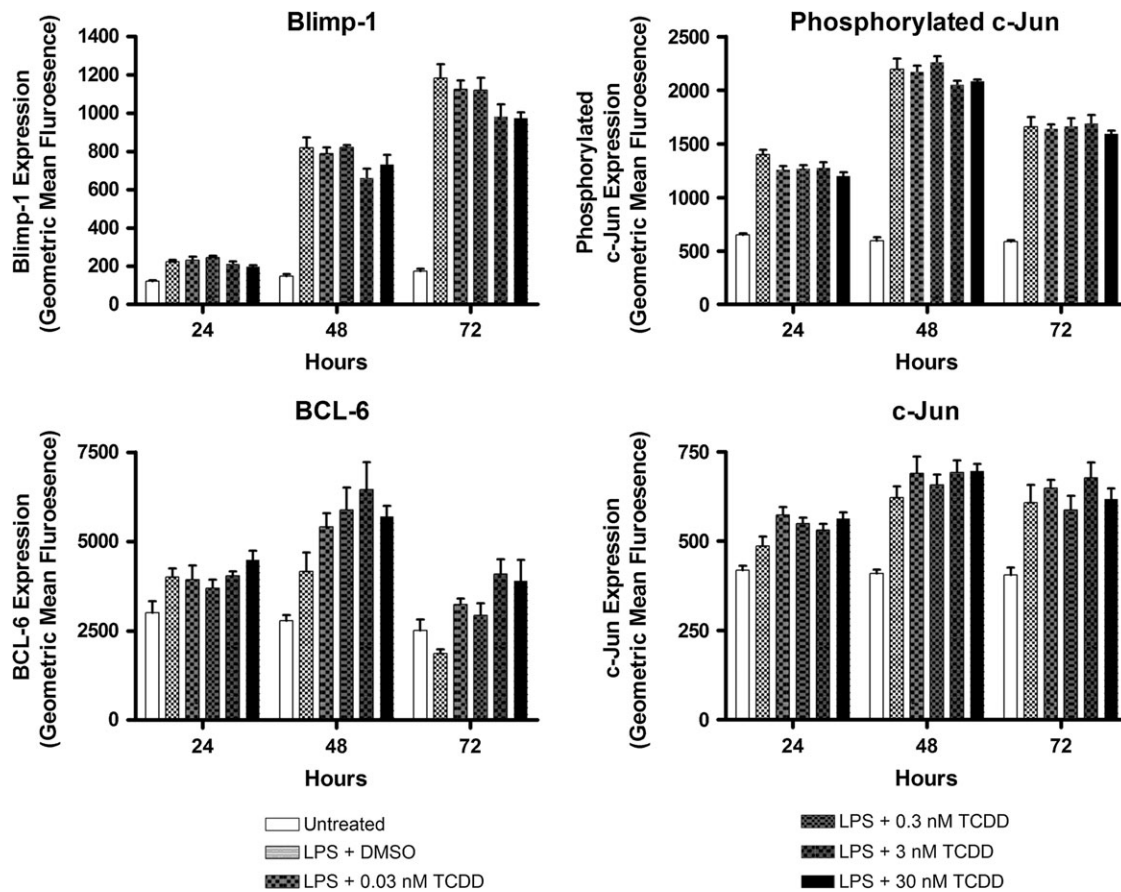 Blimp-1
Blimp-1 Expression
(Geometric Mean Fluroesence)
1400
1200
1000
800
600
400
200
0
24 48 72
Hours
Phosphorylated c-Jun
Phosphorylated
c-Jun Expression
(Geometric Mean Fluroesence)
2500
2000
1500
1000
500
0
24 48 72
Hours
BCL-6
BCL-6 Expression
(Geometric Mean Fluroesence)
7500
5000
2500
0
24 48 72
Hours
c-Jun
c-Jun Expression
(Geometric Mean Fluroesence)
750
500
250
0
24 48 72
Hours
Untreated
LPS + DMSO
LPS + 0.03 nM TCDD
LPS + 0.3 nM TCDD
LPS + 3 nM TCDD
LPS + 30 nM TCDD